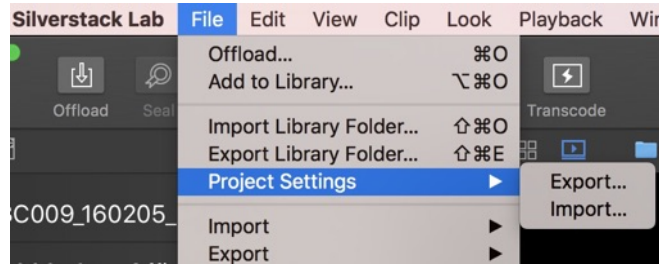 Silverstack Lab File Edit View Clip Look Playback
Offload... ⌘O
Add to Library... ⌥⌘O
Offload Seal Transcode
Import Library Folder... ⇧⌘O
Export Library Folder... ⇧⌘E
Project Settings ▶
Export...
Import...
C009_160205_
Import ▶
Export ▶